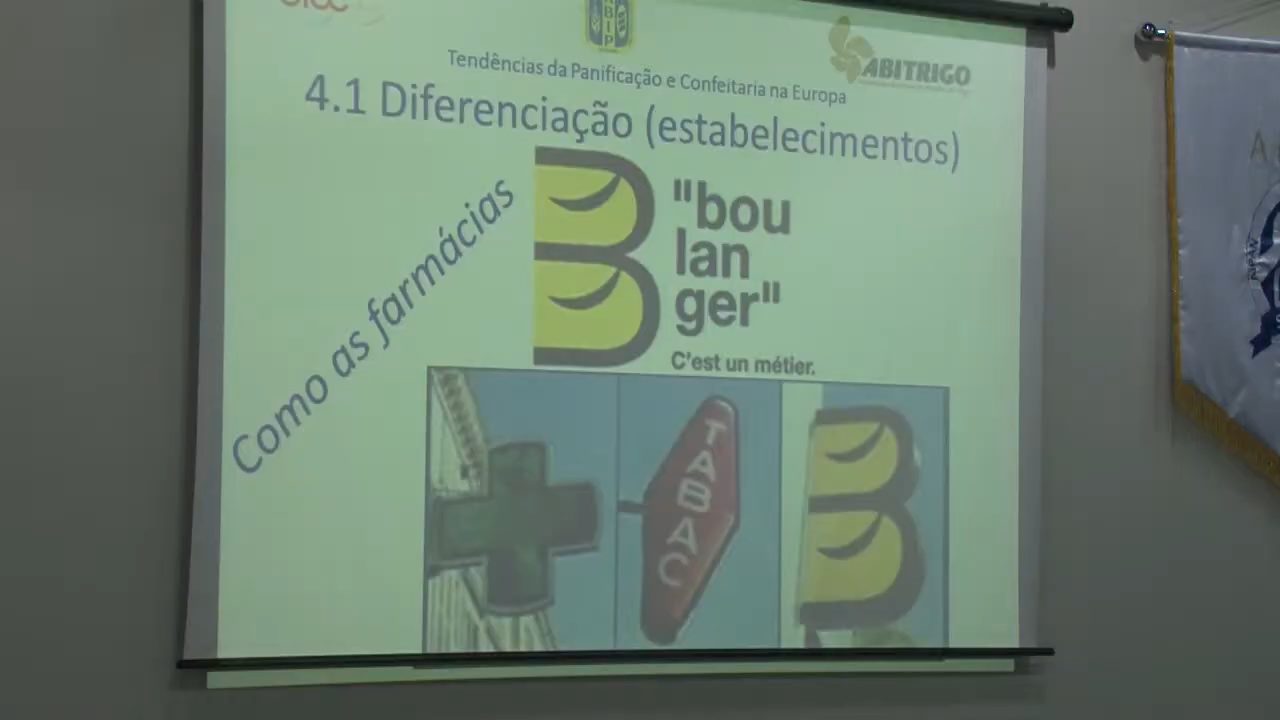 ABITRIGO
Tendências da Panificação e Confeitaria na Europa
4.1 Diferenciação (estabelecimentos)
Como as farmácias
"bou
lan
ger"
C'est un métier.
TABAC